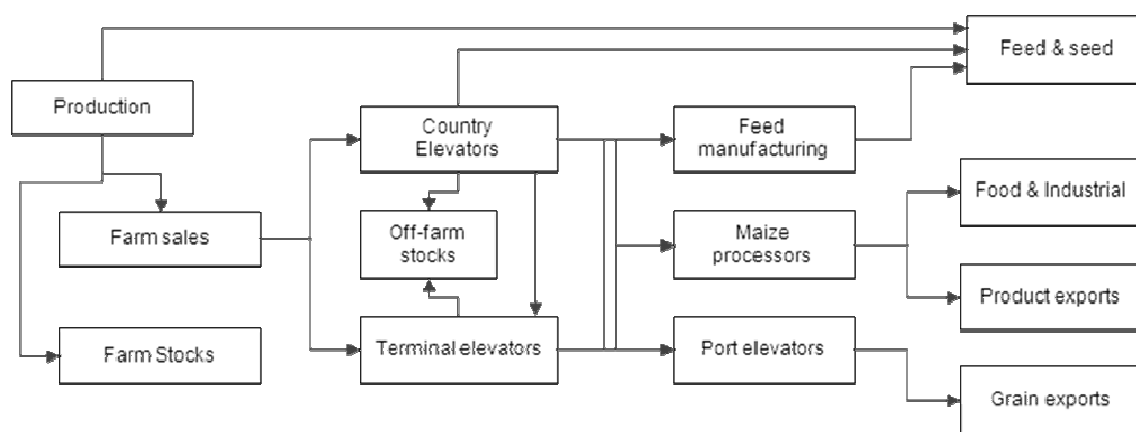 Feed & seed
Production
Country
Elevators
Feed
manufacturing
Food & Industrial
Farm sales
Off-farm
stocks
Maize
processors
Product exports
Farm Stocks
Terminal elevators
Port elevators
Grain exports